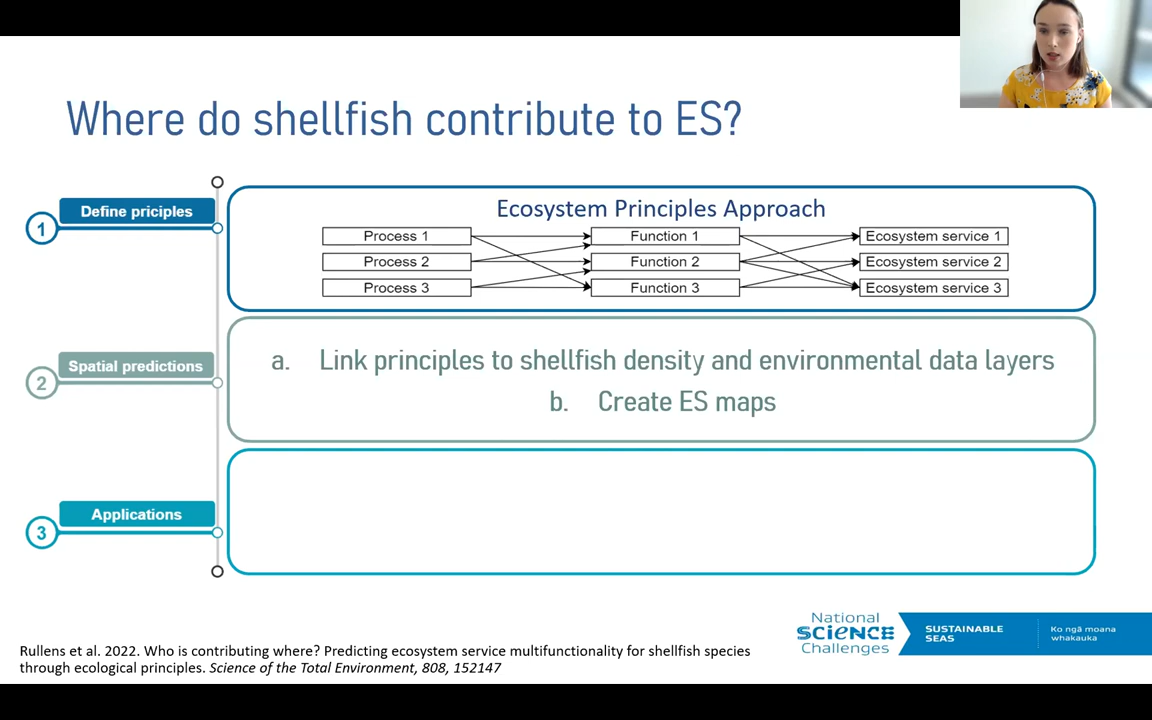 Where do shellfish contribute to ES?
Define priciples
1
Ecosystem Principles Approach
Process 1
Function 1
Ecosystem service 1
Process 2
Function 2
Ecosystem service 2
Process 3
Function 3
Ecosystem service 3
Spatial predictions
2
a. Link principles to shellfish density and environmental data layers
b. Create ES maps
Applications
3
National
SCIENCE
Challenges
SUSTAINABLE
SEAS
Ko ngā moana
whakauka
Rullens et al. 2022. Who is contributing where? Predicting ecosystem service multifunctionality for shellfish species
through ecological principles. Science of the Total Environment, 808, 152147